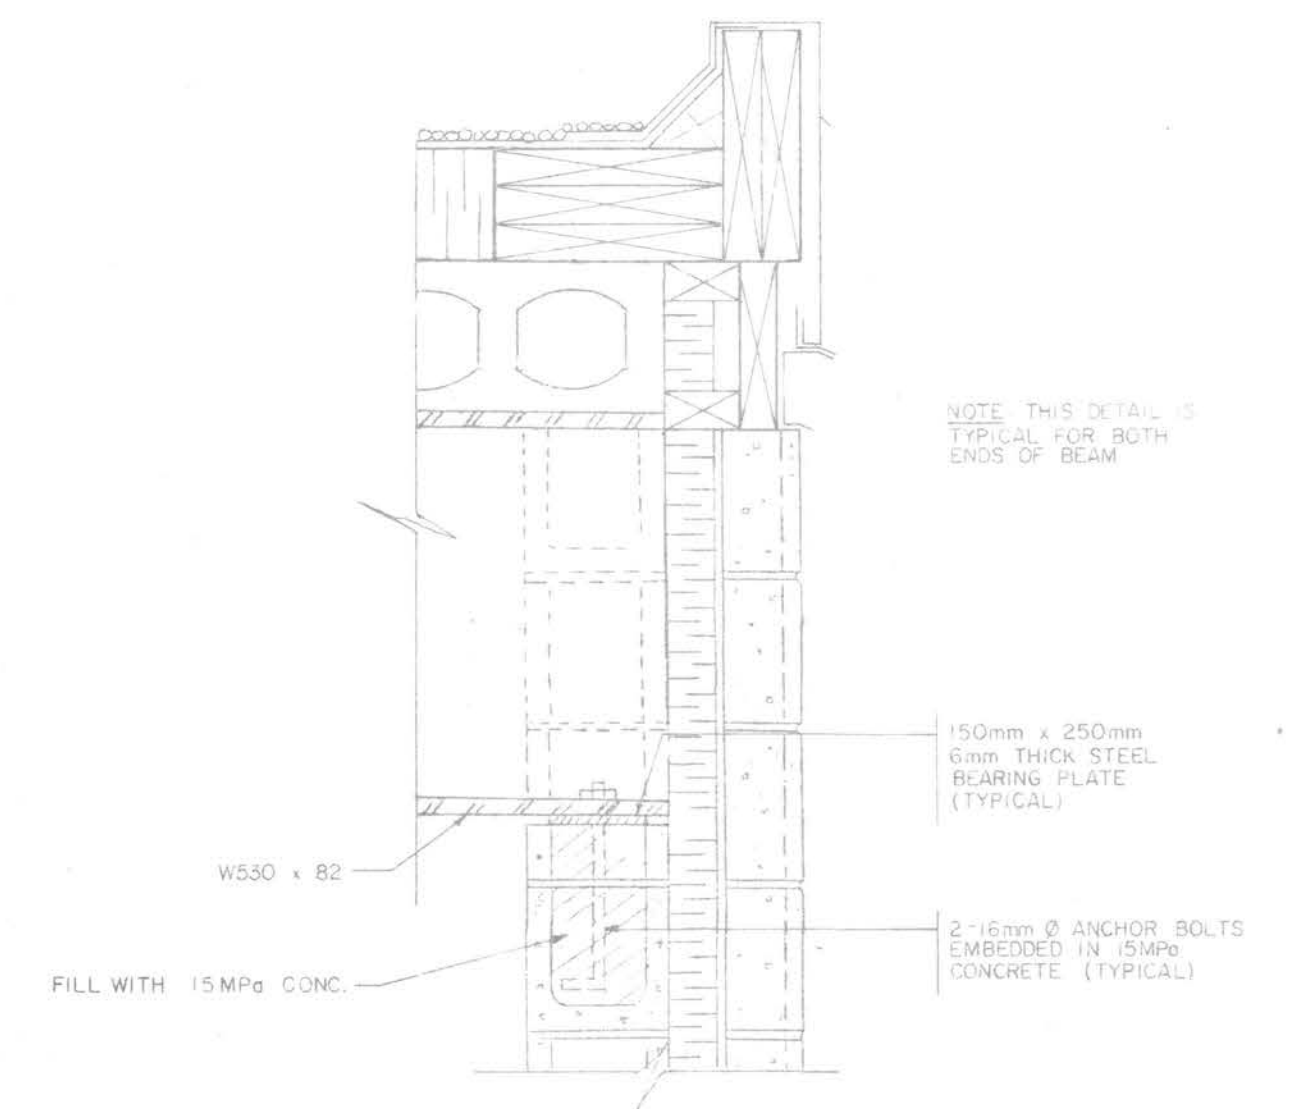 NOTE THIS DETAIL IS
TYPICAL FOR BOTH
ENDS OF BEAM
150mm x 250mm
6mm THICK STEEL
BEARING PLATE
(TYPICAL)
W530 x 82
2-16mm Ø ANCHOR BOLTS
EMBEDDED IN 15MPa
CONCRETE (TYPICAL)
FILL WITH 15MPa CONC.